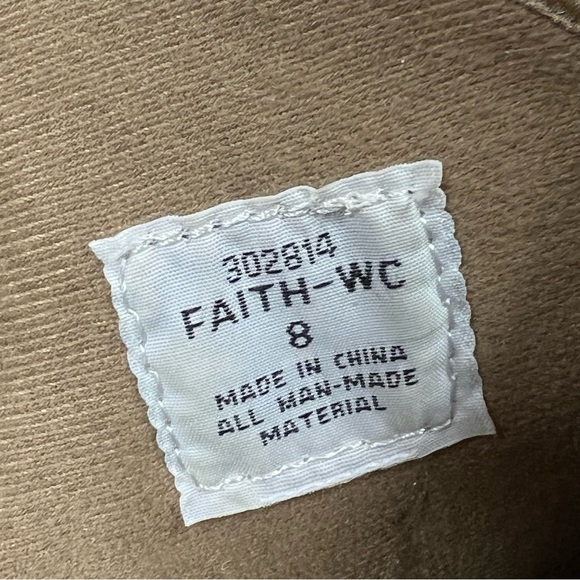 302814
FAITH-WC
8
MADE IN CHINA
ALL MAN-MADE
MATERIAL